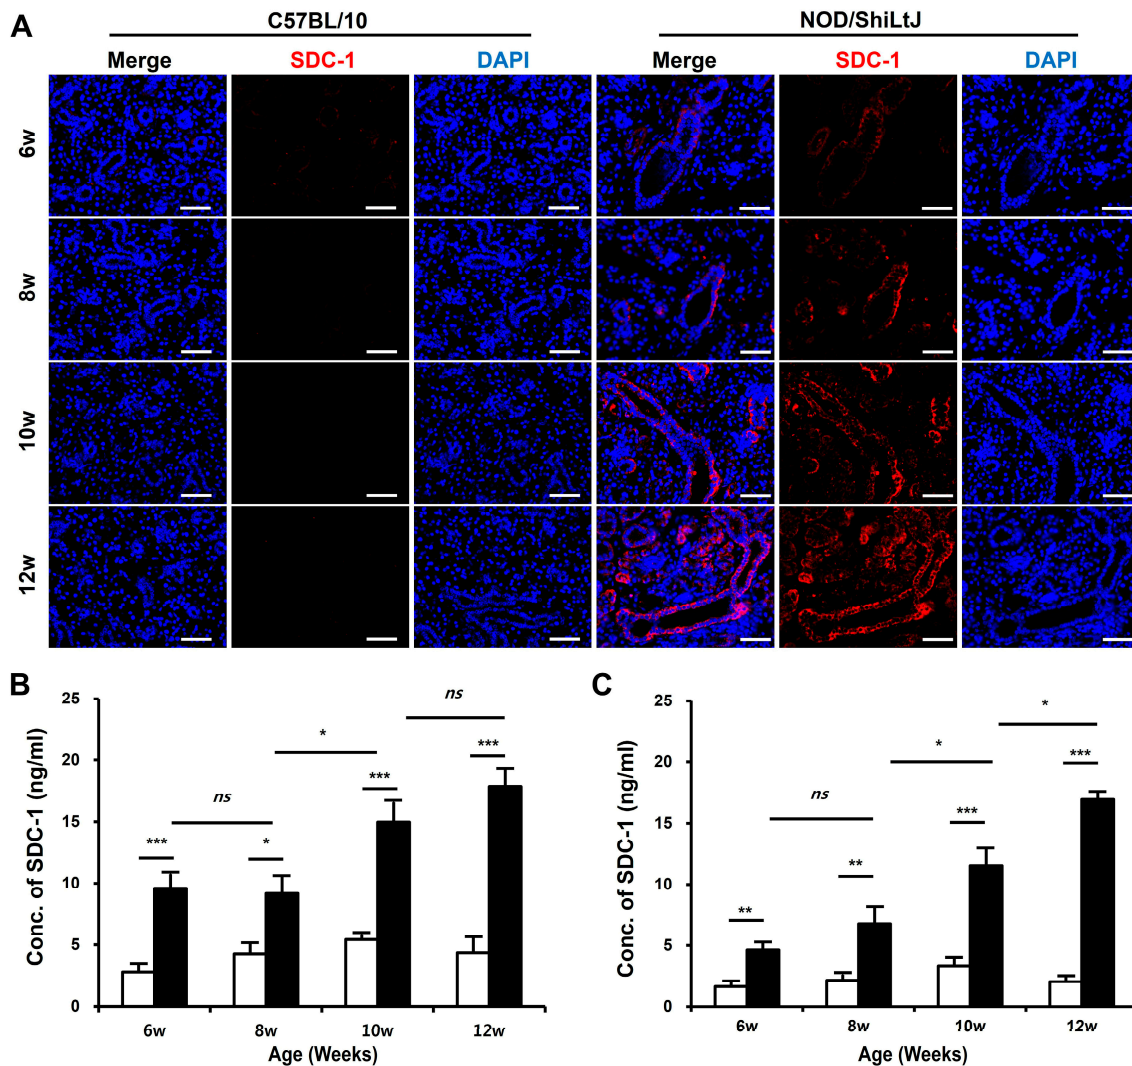 A
C57BL/10
NOD/ShiLtJ
Merge
SDC-1
DAPI
Merge
SDC-1
DAPI
6w
8w
10w
12w
B
Conc. of SDC-1 (ng/ml)
25
20
15
10
5
0
***
ns
*
*
***
ns
***
6w
8w
10w
12w
Age (Weeks)
C
Conc. of SDC-1 (ng/ml)
25
20
15
10
5
0
**
ns
**
*
***
*
***
6w
8w
10w
12w
Age (Weeks)